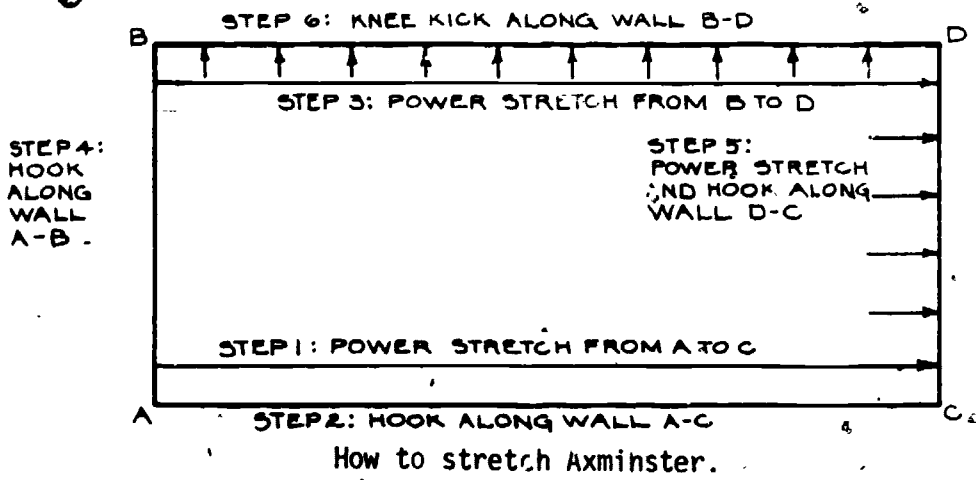 STEP 6: KNEE KICK ALONG WALL B-D
B
D
STEP 3: POWER STRETCH FROM B TO D
STEP 4:
HOOK
ALONG
WALL
A-B.
STEP 5:
POWER STRETCH
AND HOOK ALONG
WALL D-C
STEP 1: POWER STRETCH FROM A TO C
A
C
STEP 2: HOOK ALONG WALL A-C
How to stretch Axminster.